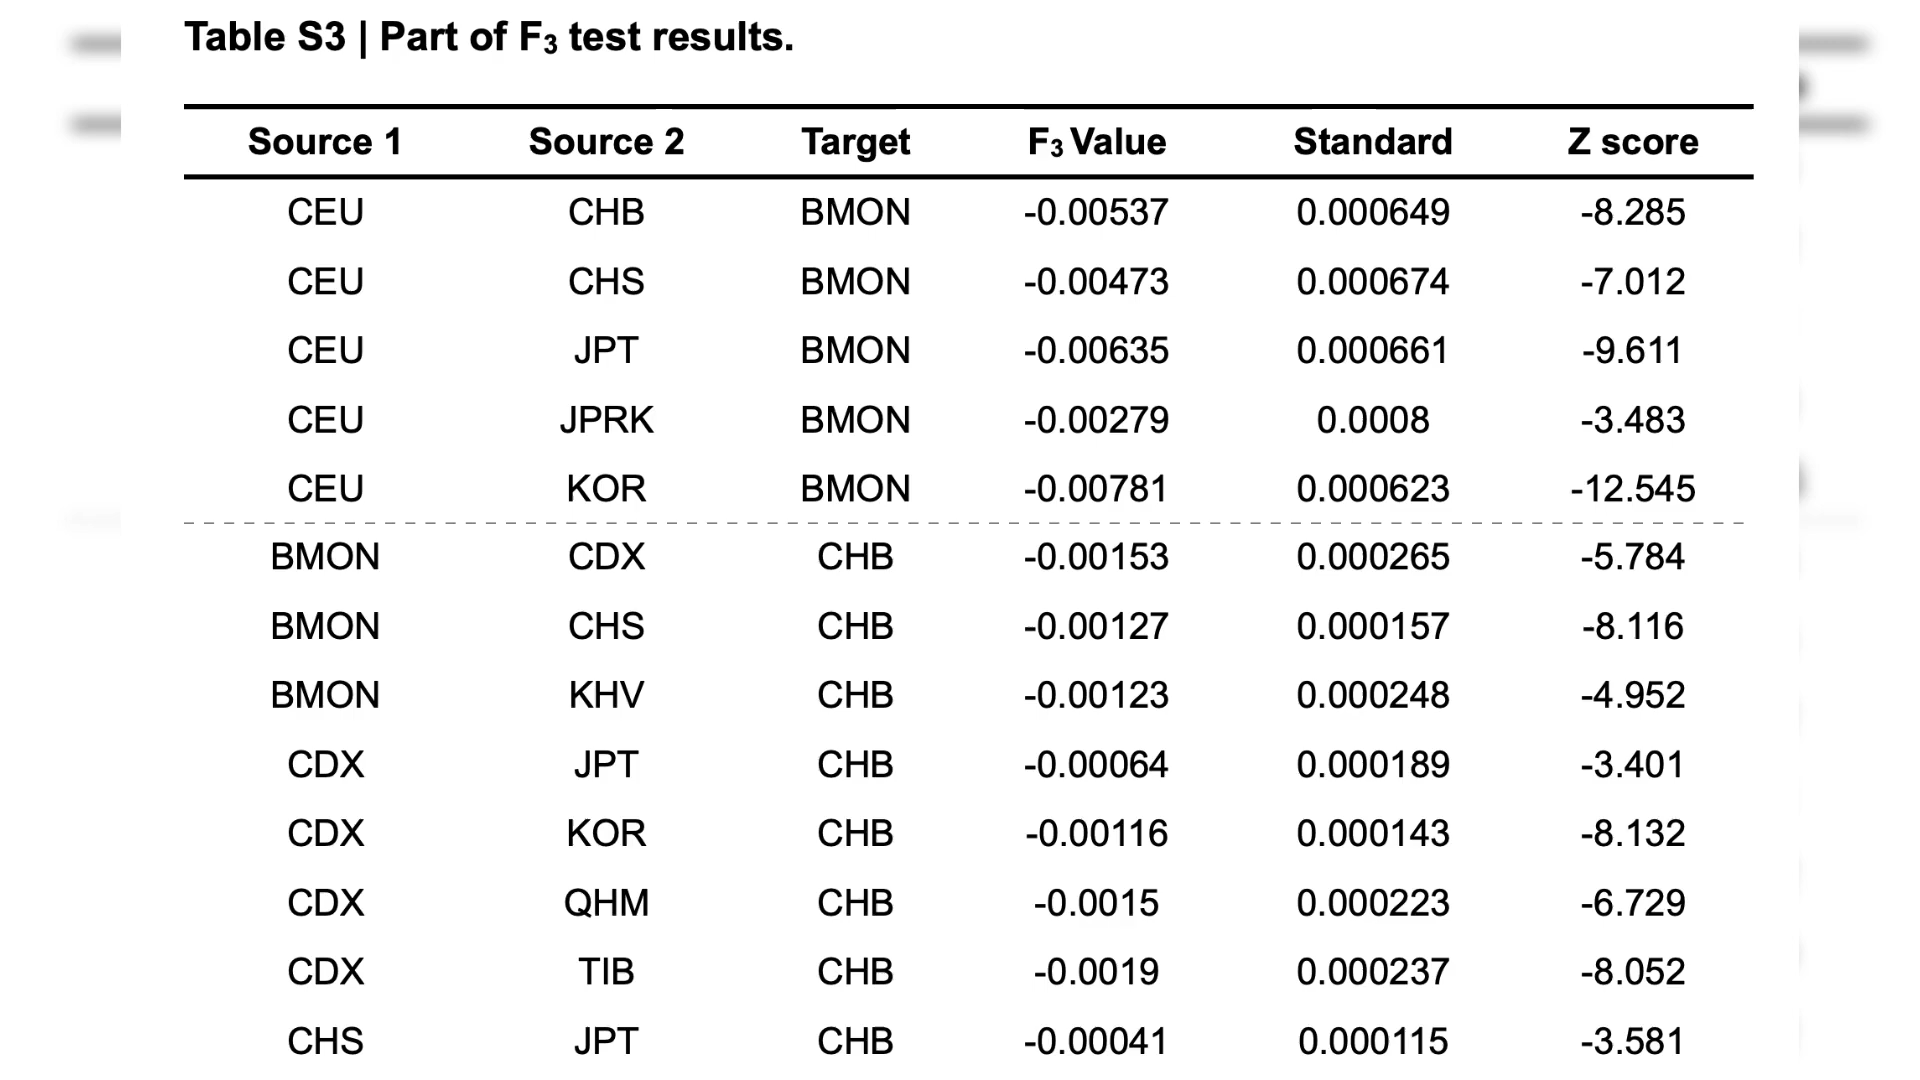 Table S3 | Part of F3 test results.
Source 1 Source 2 Target F3 Value Standard Z score
CEU CHB BMON -0.00537 0.000649 -8.285
CEU CHS BMON -0.00473 0.000674 -7.012
CEU JPT BMON -0.00635 0.000661 -9.611
CEU JPRK BMON -0.00279 0.0008 -3.483
CEU KOR BMON -0.00781 0.000623 -12.545
BMON CDX CHB -0.00153 0.000265 -5.784
BMON CHS CHB -0.00127 0.000157 -8.116
BMON KHV CHB -0.00123 0.000248 -4.952
CDX JPT CHB -0.00064 0.000189 -3.401
CDX KOR CHB -0.00116 0.000143 -8.132
CDX QHM CHB -0.0015 0.000223 -6.729
CDX TIB CHB -0.0019 0.000237 -8.052
CHS JPT CHB -0.00041 0.000115 -3.581